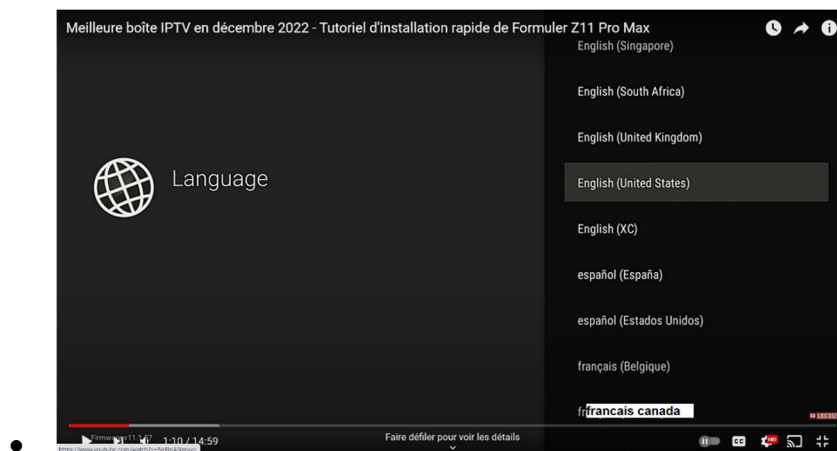 Meilleure boîte IPTV en décembre 2022 - Tutoriel d'installation rapide de Formuler Z11 Pro Max
English (Singapore)
English (South Africa)
English (United Kingdom)
Language
English (United States)
English (XC)
español (España)
español (Estados Unidos)
français (Belgique)
francais canada
1:10 / 14:59
Faire défiler pour voir les détails
CC
HD